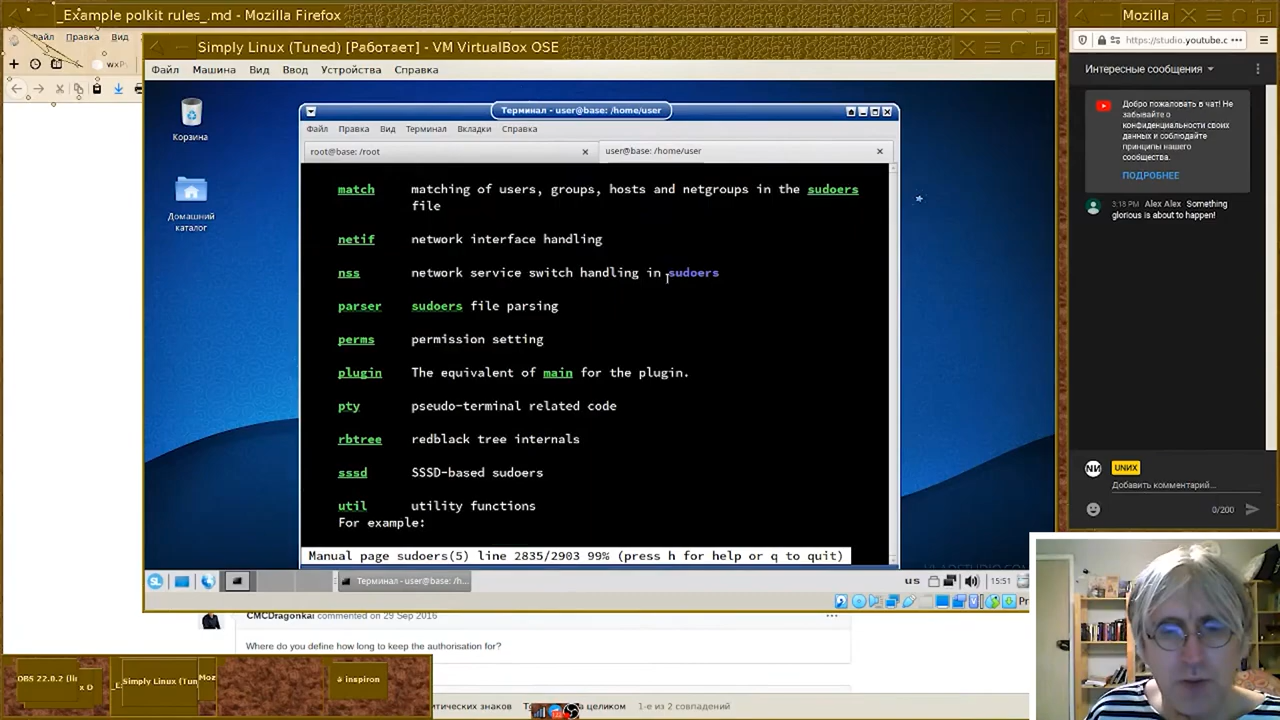 _Example polkit rules_.md - Mozilla Firefox
Файл Правка Вид
Simply Linux (Tuned) [Работает] - VM VirtualBox OSE
Файл Машина Вид Ввод Устройства Справка
Корзина
Домашний
каталог
Терминал - user@base: /home/user
Файл Правка Вид Терминал Вкладки Справка
root@base: /root
user@base: /home/user
match matching of users, groups, hosts and netgroups in the sudoers
file
netif network interface handling
nss network service switch handling in sudoers
parser sudoers file parsing
perms permission setting
plugin The equivalent of main for the plugin.
pty pseudo-terminal related code
rbtree redblack tree internals
sssd SSSD-based sudoers
util utility functions
For example:
Manual page sudoers(5) line 2835/2903 99% (press h for help or q to quit)
Терминал - user@base: /h...
us
15:51
CMCDragonkai commented on 29 Sep 2016
Where do you define how long to keep the authorisation for?
1-е из 2 совпадений
OBS 22.0.2 (lin
Simply Linux (Tun
Moz
inspiron
Mozilla
https://studio.youtube.c
Интересные сообщения
Добро пожаловать в чат! Не
забывайте о
конфиденциальности своих
данных и соблюдайте
принципы нашего
сообщества.
ПОДРОБНЕЕ
3:18 PM Alex Alex Something
glorious is about to happen!
UNИX
Добавить комментарий...
0/200